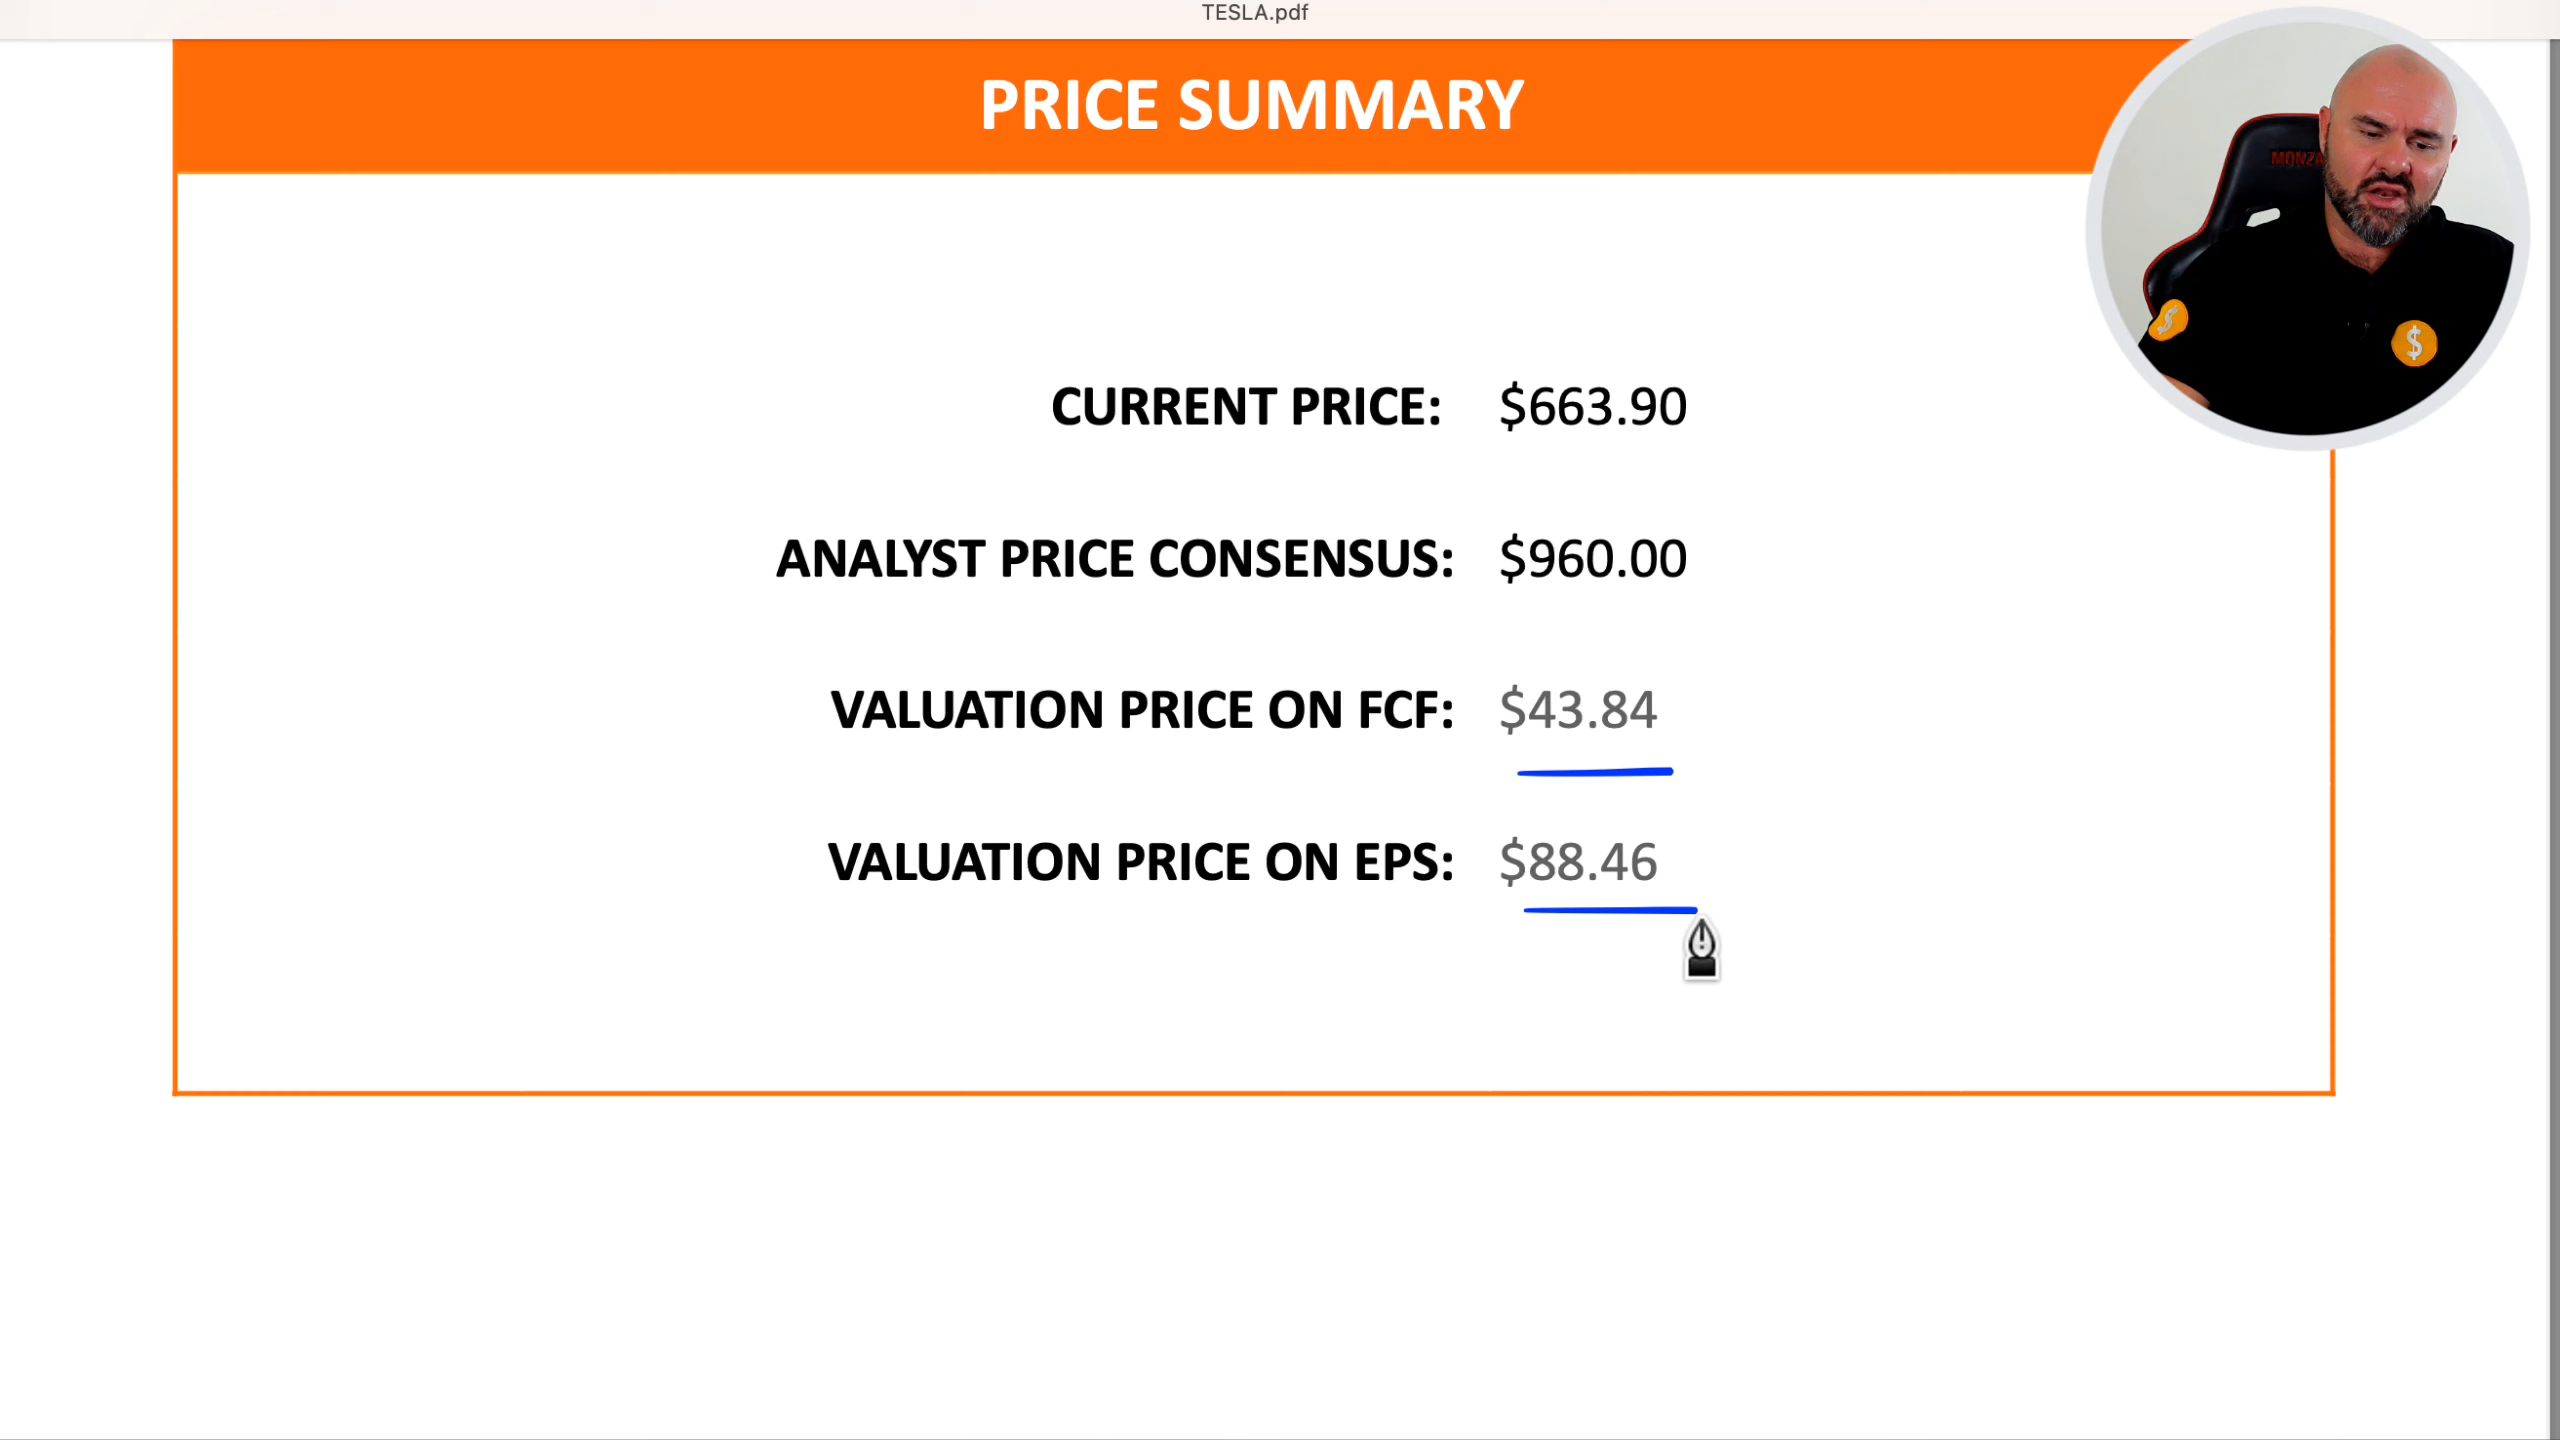 TESLA.pdf
PRICE SUMMARY
MONZA
CURRENT PRICE: $663.90
ANALYST PRICE CONSENSUS: $960.00
VALUATION PRICE ON FCF: $43.84
VALUATION PRICE ON EPS: $88.46
$
$